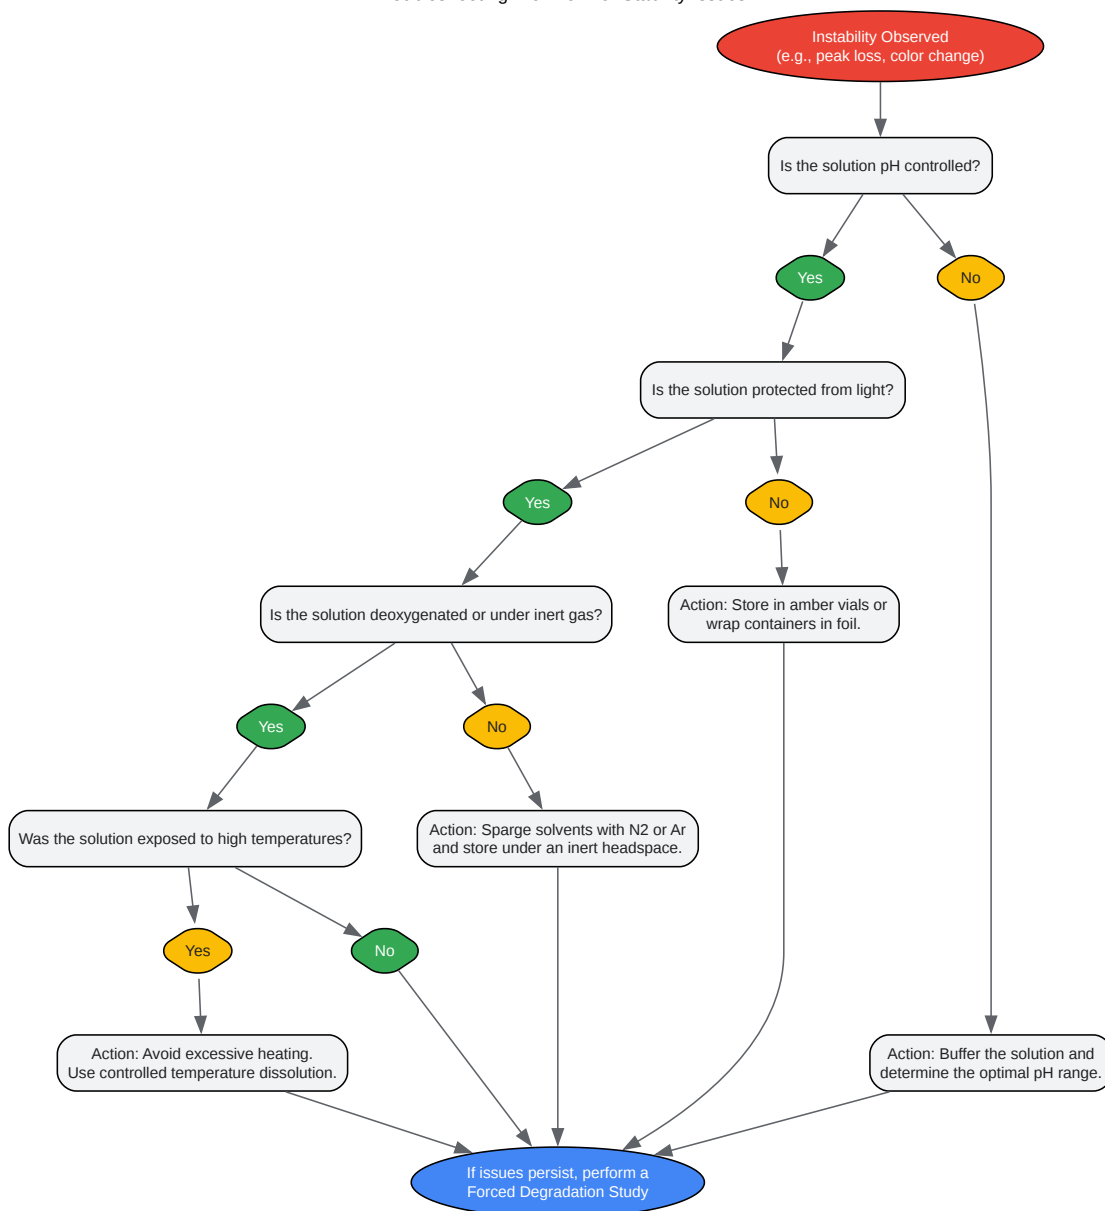 Instability Observed
(e.g., peak loss, color change)
Is the solution pH controlled?
Yes
No
Is the solution protected from light?
Yes
No
Is the solution deoxygenated or under inert gas?
Action: Store in amber vials or
wrap containers in foil.
Yes
No
Was the solution exposed to high temperatures?
Action: Sparge solvents with N2 or Ar
and store under an inert headspace.
Yes
No
Action: Avoid excessive heating.
Use controlled temperature dissolution.
Action: Buffer the solution and
determine the optimal pH range.
If issues persist, perform a
Forced Degradation Study